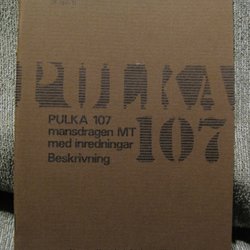 PULKA
PULKA 107
mansdragen MT
med inredningar
Beskrivning
107